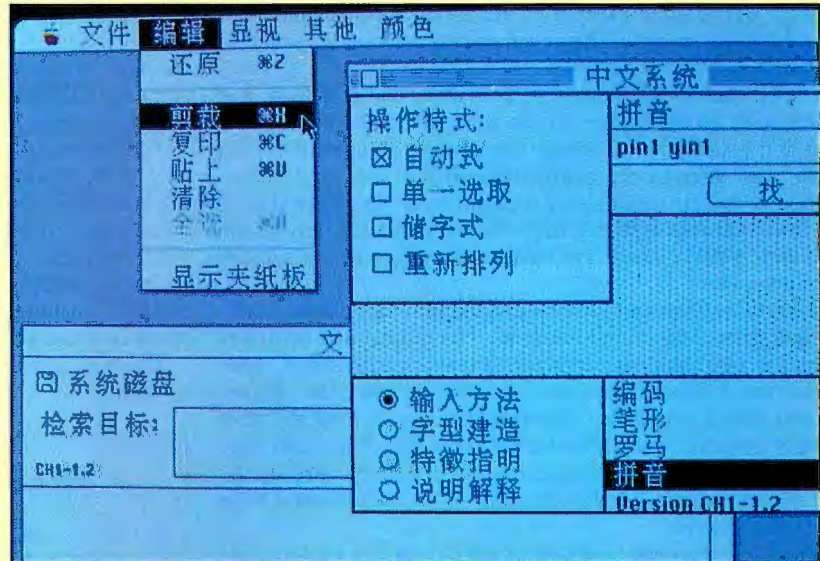 文件 编辑 显视 其他 颜色
还原 ⌘Z
剪裁 ⌘X
复印 ⌘C
贴上 ⌘V
清除
全选 ⌘A
显示夹纸板
中文系统
操作特式:
☒ 自动式
☐ 单一选取
☐ 储字式
☐ 重新排列
拼音
pin1 yin1
找
文
系统磁盘
检索目标:
CH1-1.2
输入方法
字型建造
特徵指明
说明解释
编码
笔形
罗马
拼音
Version CH1-1.2